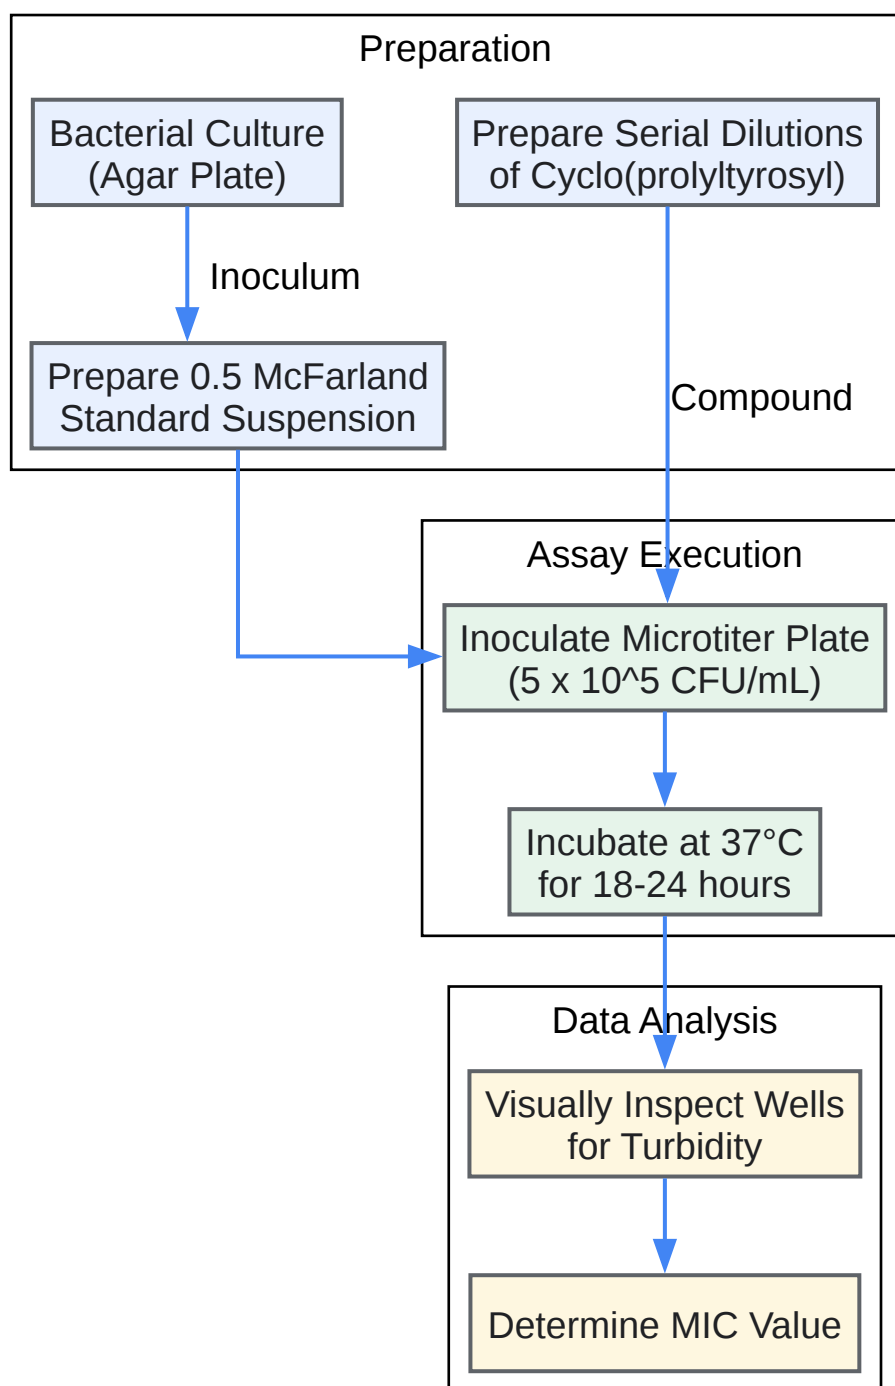 Preparation
Bacterial Culture
(Agar Plate)
Prepare Serial Dilutions
of Cyclo(prolyltyrosyl)
Inoculum
Prepare 0.5 McFarland
Standard Suspension
Compound
Assay Execution
Inoculate Microtiter Plate
(5 x 10^5 CFU/mL)
Incubate at 37°C
for 18-24 hours
Data Analysis
Visually Inspect Wells
for Turbidity
Determine MIC Value